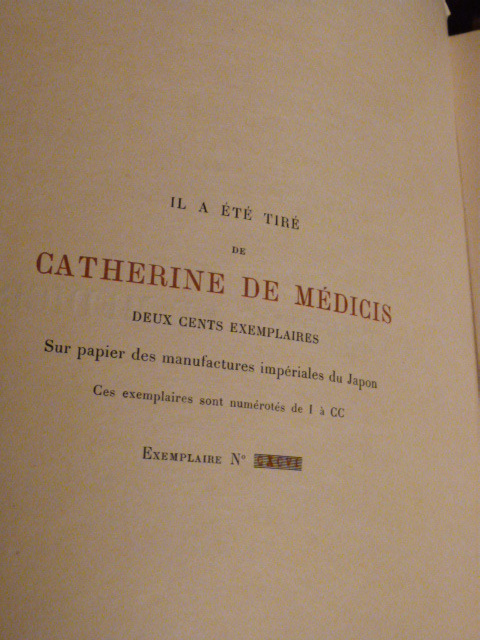 IL A ÉTÉ TIRÉ
DE
CATHERINE DE MÉDICIS
DEUX CENTS EXEMPLAIRES
Sur papier des manufactures impériales du Japon
Ces exemplaires sont numérotés de I à CC
EXEMPLAIRE N° CXCVI